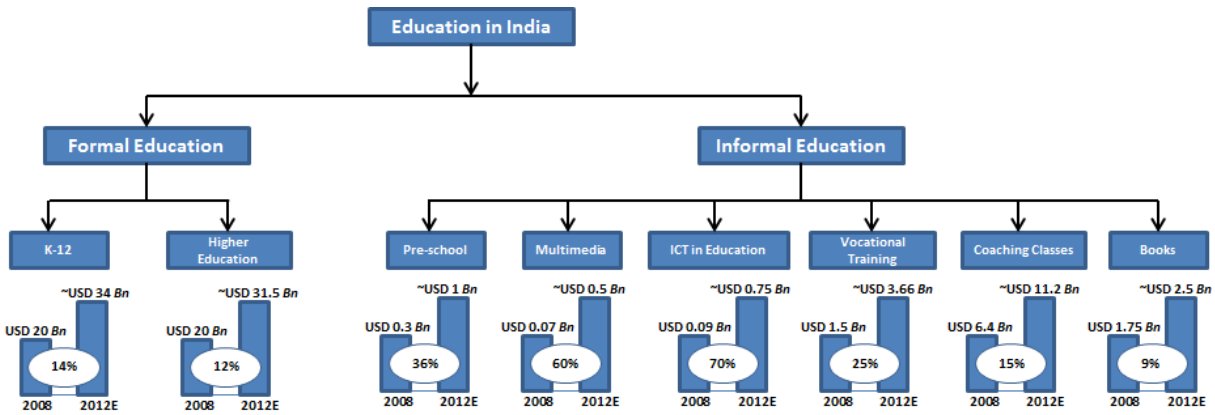 Education in India
Formal Education
Informal Education
K-12
Higher
Education
Pre-school
Multimedia
ICT in Education
Vocational
Training
Coaching Classes
Books
~USD 34 Bn
USD 20 Bn
14%
2008 2012E
~USD 31.5 Bn
USD 20 Bn
12%
2008 2012E
~USD 1 Bn
USD 0.3 Bn
36%
2008 2012E
~USD 0.5 Bn
USD 0.07 Bn
60%
2008 2012E
~USD 0.75 Bn
USD 0.09 Bn
70%
2008 2012E
~USD 3.66 Bn
USD 1.5 Bn
25%
2008 2012E
~USD 11.2 Bn
USD 6.4 Bn
15%
2008 2012E
~USD 2.5 Bn
USD 1.75 Bn
9%
2008 2012E